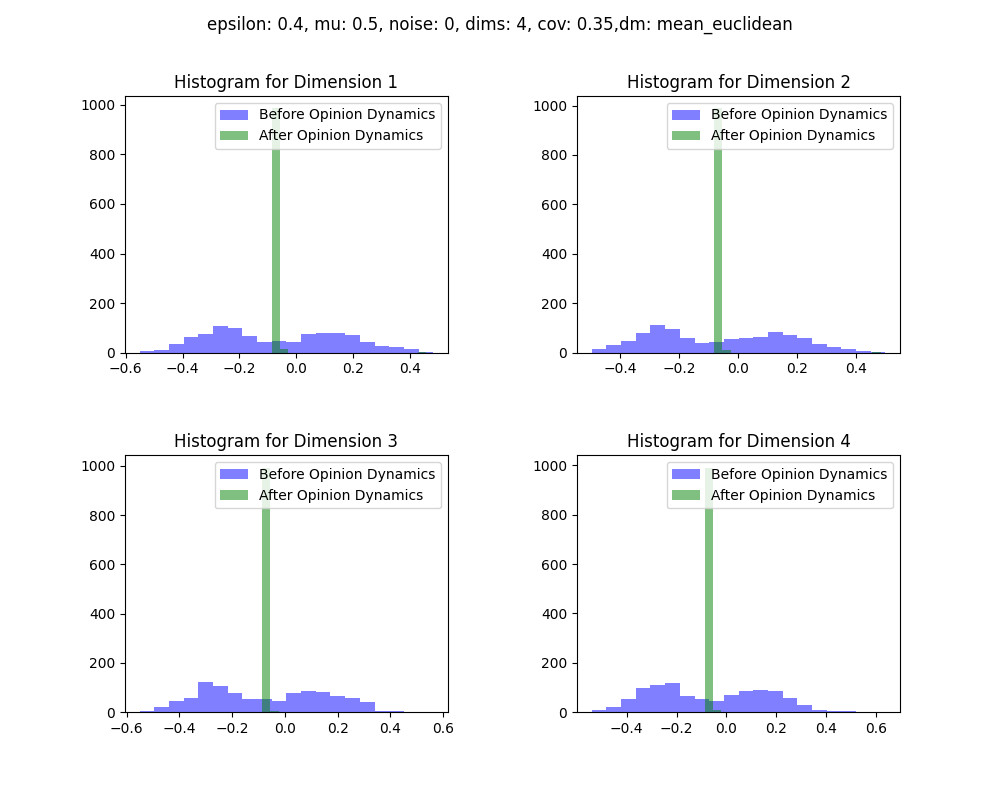 epsilon: 0.4, mu: 0.5, noise: 0, dims: 4, cov: 0.35,dm: mean_euclidean
Histogram for Dimension 1
Before Opinion Dynamics
After Opinion Dynamics
1000
800
600
400
200
0
−0.6 −0.4 −0.2 0.0 0.2 0.4
Histogram for Dimension 2
Before Opinion Dynamics
After Opinion Dynamics
1000
800
600
400
200
0
−0.4 −0.2 0.0 0.2 0.4
Histogram for Dimension 3
Before Opinion Dynamics
After Opinion Dynamics
1000
800
600
400
200
0
−0.6 −0.4 −0.2 0.0 0.2 0.4 0.6
Histogram for Dimension 4
Before Opinion Dynamics
After Opinion Dynamics
1000
800
600
400
200
0
−0.4 −0.2 0.0 0.2 0.4 0.6